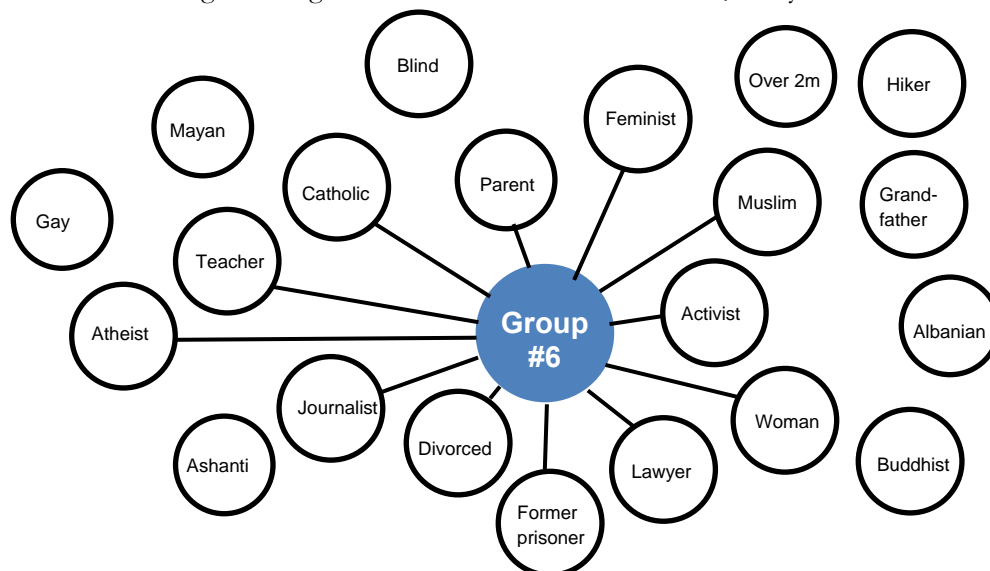 Blind
Over 2m
Hiker
Feminist
Mayan
Catholic
Parent
Muslim
Grand-
father
Gay
Teacher
Activist
Atheist
Group
#6
Albanian
Journalist
Divorced
Woman
Ashanti
Lawyer
Buddhist
Former
prisoner